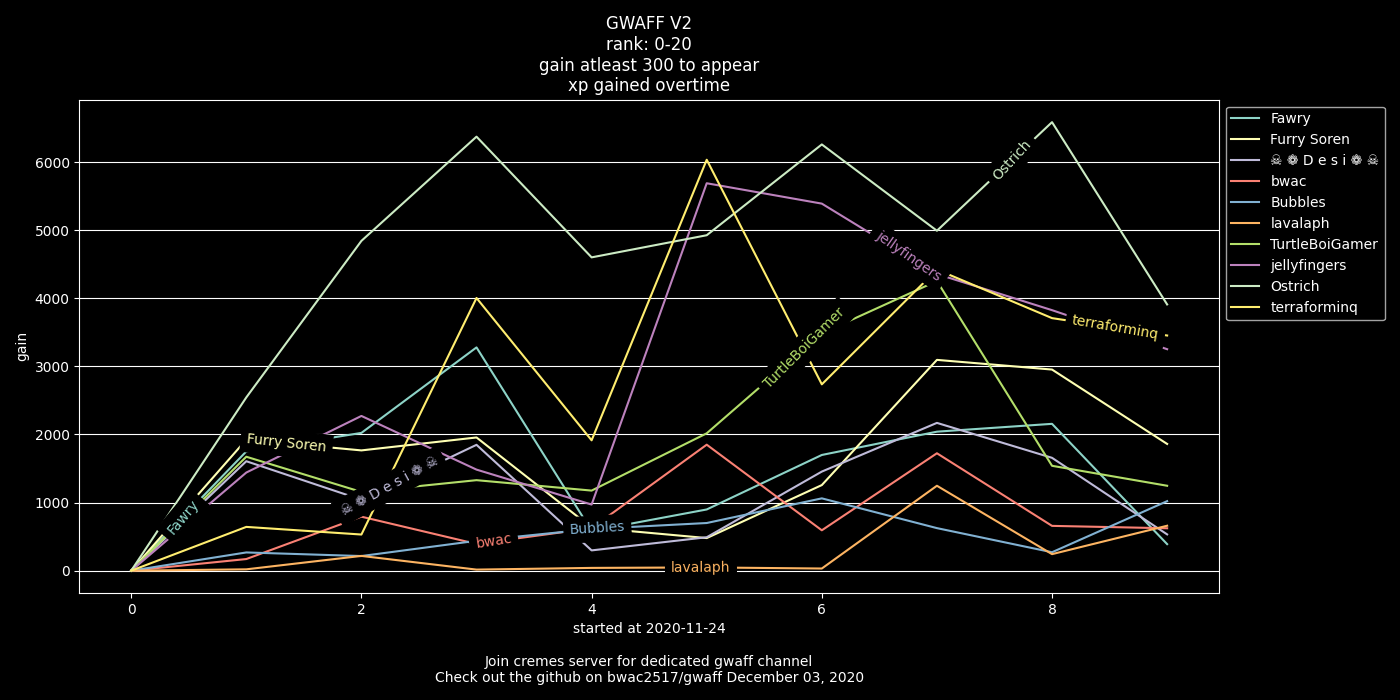 GWAFF V2
rank: 0-20
gain atleast 300 to appear
xp gained overtime
gain
6000
5000
4000
3000
2000
1000
0
0 2 4 6 8
started at 2020-11-24
Fawry
Furry Soren
☠ ❁ D e s i ❁ ☠
bwac
Bubbles
lavalaph
TurtleBoiGamer
jellyfingers
Ostrich
terraforminq
Fawry
Furry Soren
☠ ❁ D e s i ❁ ☠
bwac
Bubbles
lavalaph
TurtleBoiGamer
jellyfingers
Ostrich
terraforminq
Join cremes server for dedicated gwaff channel
Check out the github on bwac2517/gwaff December 03, 2020